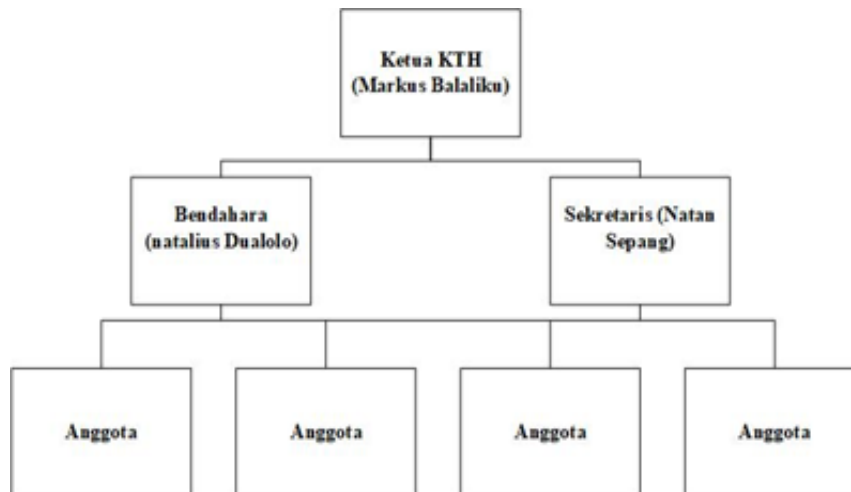 Ketua KTH
(Markus Balaliku)
Bendahara
(natalius Dualolo)
Sekretaris (Natan
Sepang)
Anggota
Anggota
Anggota
Anggota